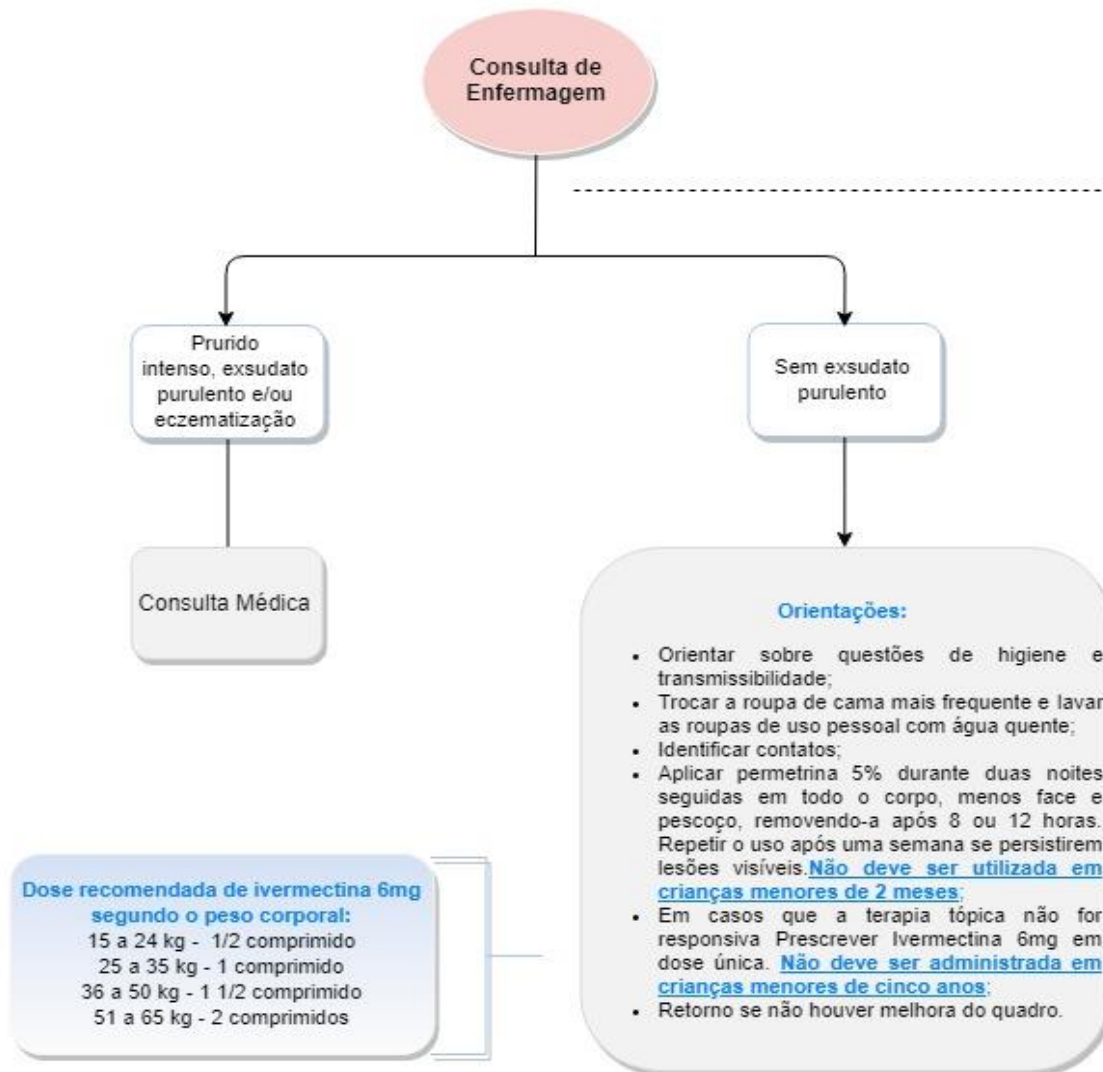 Consulta de
Enfermagem
Prurido
intenso, exsudato
purulento e/ou
eczematização
Sem exsudato
purulento
Consulta Médica
Orientações:
• Orientar sobre questões de higiene e
transmissibilidade;
• Trocar a roupa de cama mais frequente e lavar
as roupas de uso pessoal com água quente;
• Identificar contatos;
• Aplicar permetrina 5% durante duas noites
seguidas em todo o corpo, menos face e
pescoço, removendo-a após 8 ou 12 horas.
Repetir o uso após uma semana se persistirem
lesões visíveis.Não deve ser utilizada em
crianças menores de 2 meses;
• Em casos que a terapia tópica não for
responsiva Prescrever Ivermectina 6mg em
dose única. Não deve ser administrada em
crianças menores de cinco anos;
• Retorno se não houver melhora do quadro.
Dose recomendada de ivermectina 6mg
segundo o peso corporal:
15 a 24 kg - 1/2 comprimido
25 a 35 kg - 1 comprimido
36 a 50 kg - 1 1/2 comprimido
51 a 65 kg - 2 comprimidos